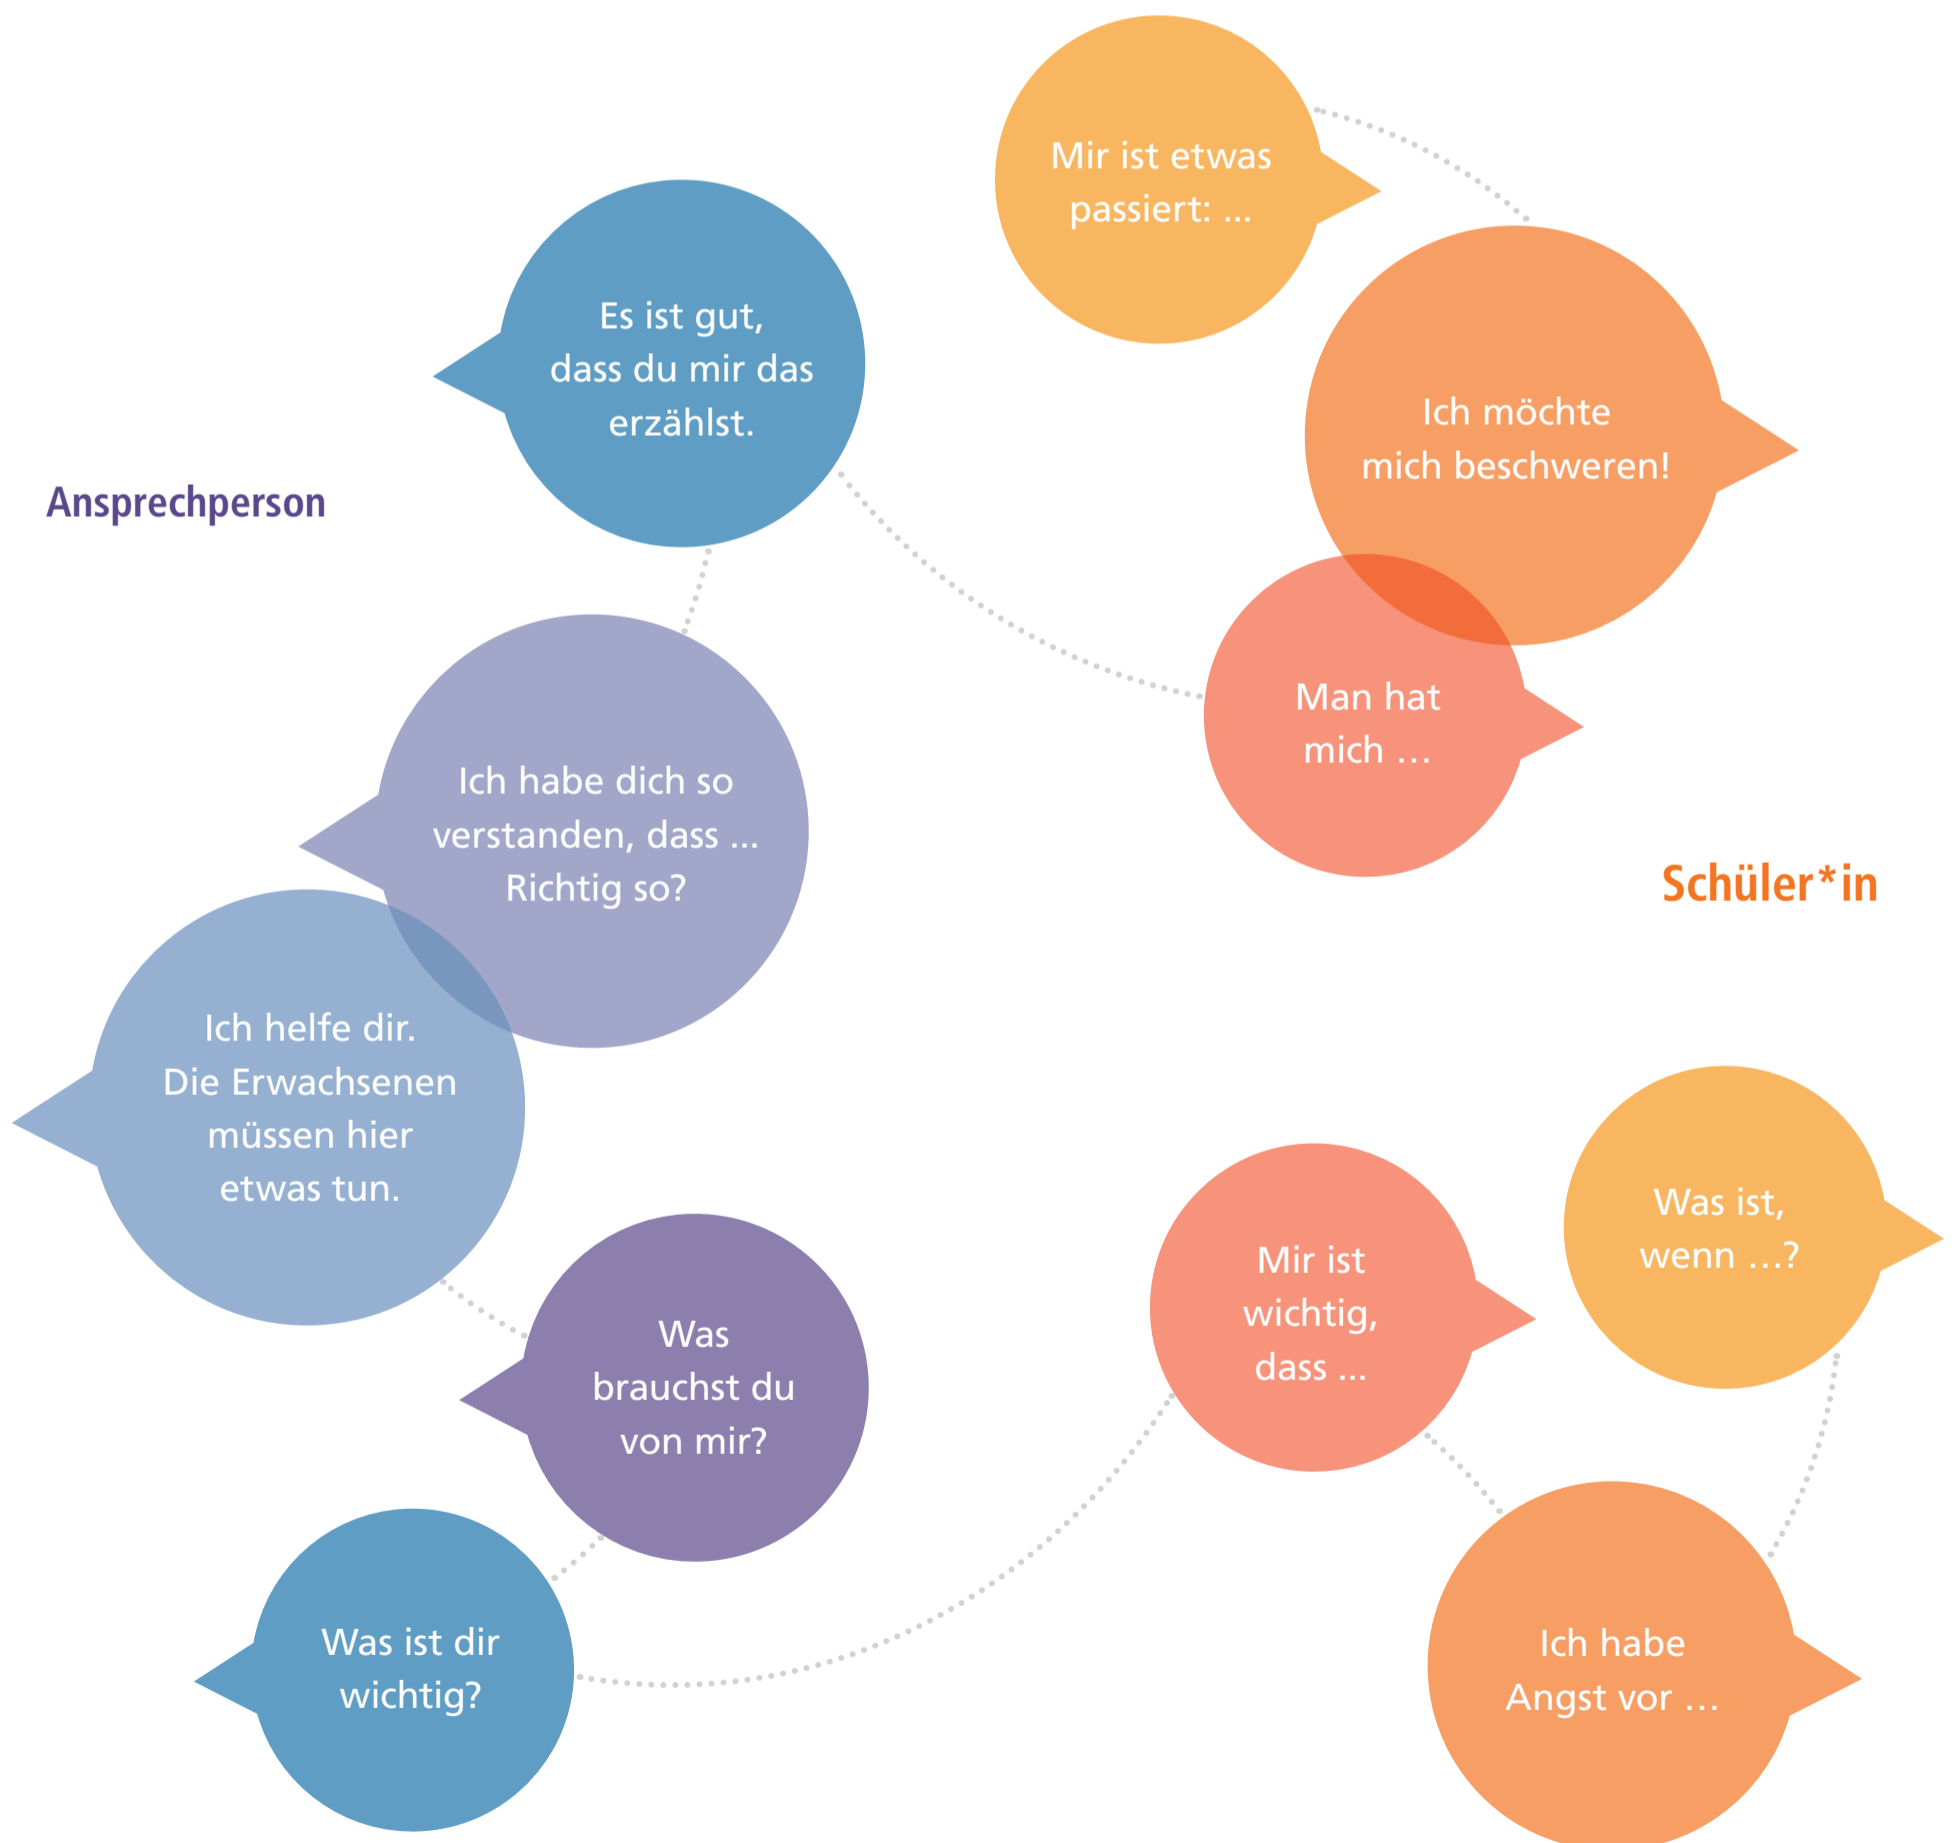 Mir ist etwas
passiert: ...
Ich möchte
mich beschweren!
Man hat
mich ...
Schüler*in
Es ist gut,
dass du mir das
erzählst.
Ansprechperson
Ich habe dich so
verstanden, dass ...
Richtig so?
Ich helfe dir.
Die Erwachsenen
müssen hier
etwas tun.
Was
brauchst du
von mir?
Was ist dir
wichtig?
Mir ist
wichtig,
dass ...
Ich habe
Angst vor ...
Was ist,
wenn ...?